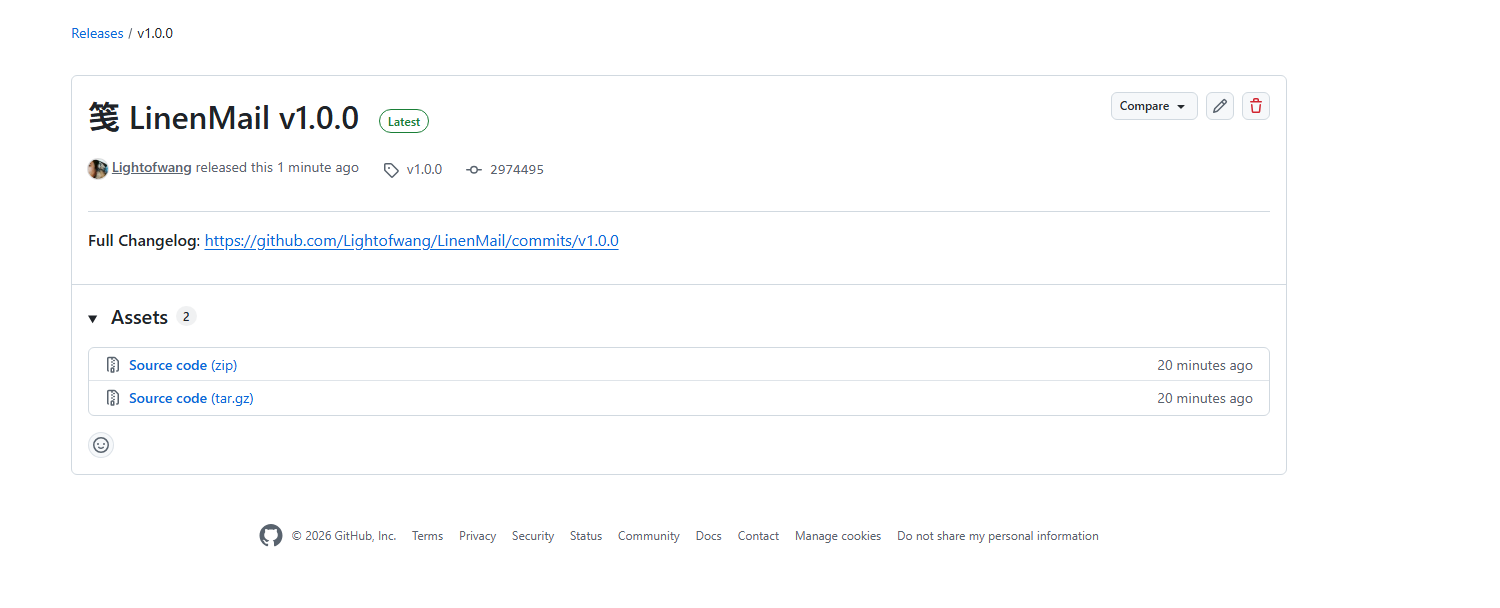 Releases / v1.0.0
笺 LinenMail v1.0.0 Latest Compare
Lightofwang released this 1 minute ago v1.0.0 2974495
Full Changelog: https://github.com/Lightofwang/LinenMail/commits/v1.0.0
Assets 2
Source code (zip) 20 minutes ago
Source code (tar.gz) 20 minutes ago
© 2026 GitHub, Inc. Terms Privacy Security Status Community Docs Contact Manage cookies Do not share my personal information